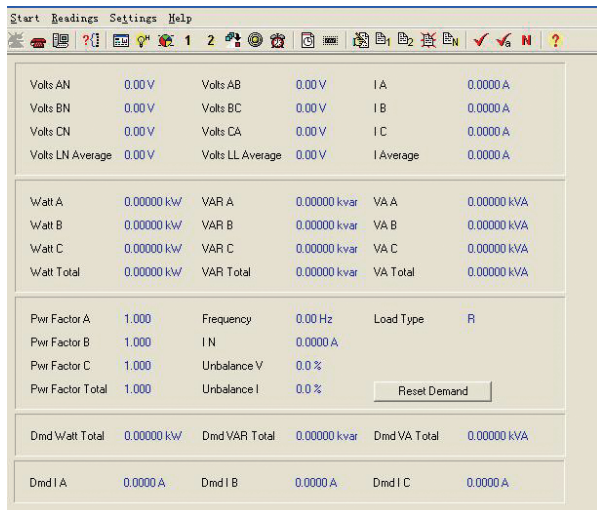 Start Readings Settings Help
?{} 1 2 1 2 N a N ?
Volts AN 0.00 V Volts AB 0.00 V I A 0.0000 A
Volts BN 0.00 V Volts BC 0.00 V I B 0.0000 A
Volts CN 0.00 V Volts CA 0.00 V I C 0.0000 A
Volts LN Average 0.00 V Volts LL Average 0.00 V I Average 0.0000 A
Watt A 0.00000 kW VAR A 0.00000 kvar VA A 0.00000 kVA
Watt B 0.00000 kW VAR B 0.00000 kvar VA B 0.00000 kVA
Watt C 0.00000 kW VAR C 0.00000 kvar VA C 0.00000 kVA
Watt Total 0.00000 kW VAR Total 0.00000 kvar VA Total 0.00000 kVA
Pwr Factor A 1.000 Frequency 0.00 Hz Load Type R
Pwr Factor B 1.000 I N 0.0000 A
Pwr Factor C 1.000 Unbalance V 0.0 %
Pwr Factor Total 1.000 Unbalance I 0.0 % Reset Demand
Dmd Watt Total 0.00000 kW Dmd VAR Total 0.00000 kvar Dmd VA Total 0.00000 kVA
Dmd I A 0.0000 A Dmd I B 0.0000 A Dmd I C 0.0000 A